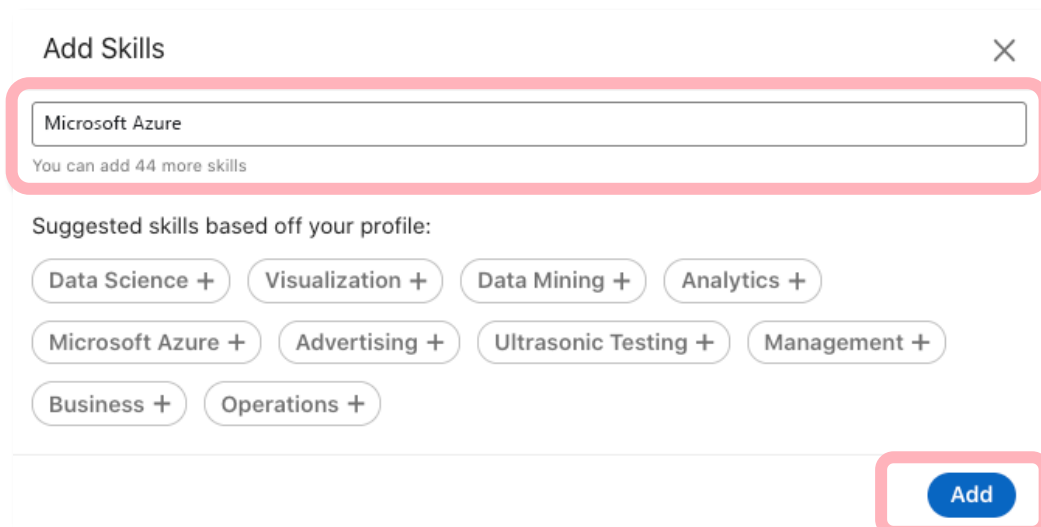 Add Skills
Microsoft Azure
You can add 44 more skills
Suggested skills based off your profile:
Data Science + Visualization + Data Mining + Analytics +
Microsoft Azure + Advertising + Ultrasonic Testing + Management +
Business + Operations +
Add